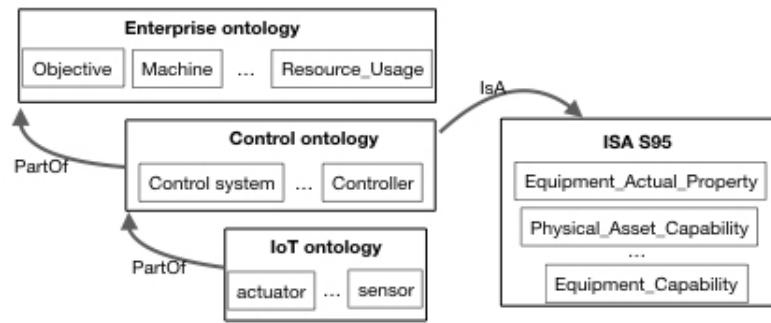 Enterprise ontology
Objective Machine ... Resource_Usage
IsA
Control ontology
PartOf
Control system ... Controller
IoT ontology
PartOf
actuator ... sensor
ISA S95
Equipment_Actual_Property
Physical_Asset_Capability
...
Equipment_Capability